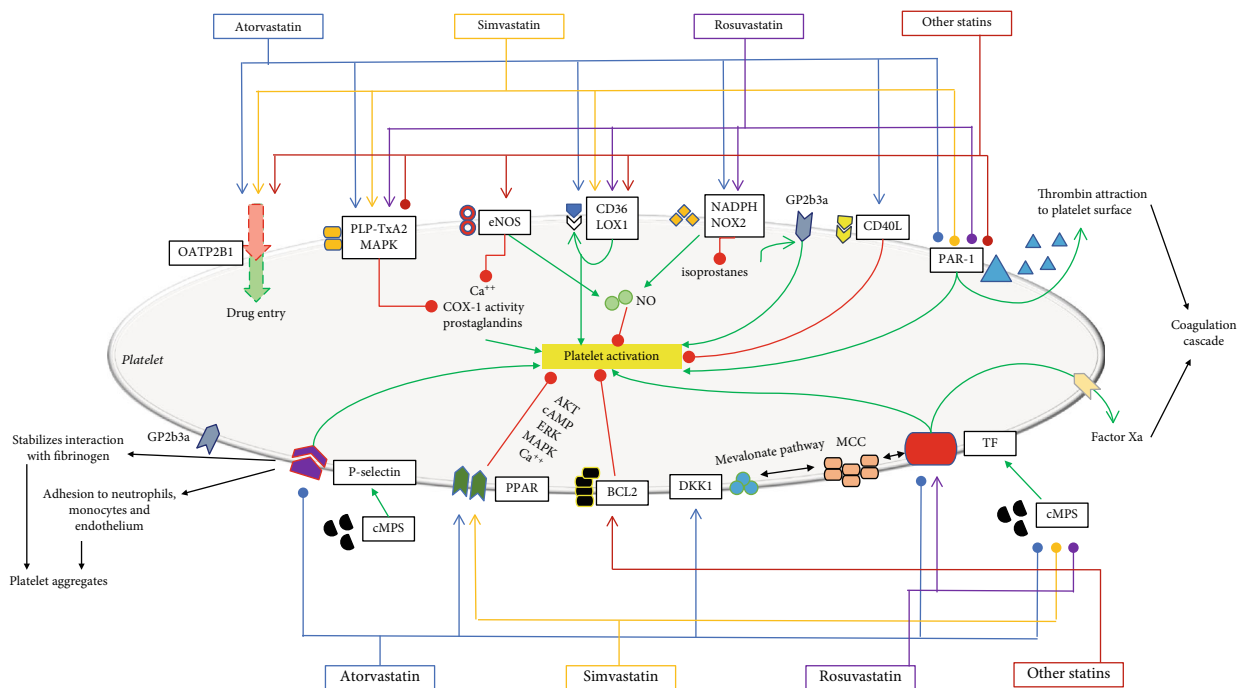 Atorvastatin
Simvastatin
Rosuvastatin
Other statins
OATP2B1
Drug entry
PLP-TxA2
MAPK
eNOS
Ca++
COX-1 activity
prostaglandins
CD36
LOX1
NO
NADPH
NOX2
isoprostanes
GP2b3a
CD40L
PAR-1
Thrombin attraction
to platelet surface
Coagulation
cascade
Factor Xa
Platelet
Platelet activation
GP2b3a
Stabilizes interaction
with fibrinogen
Adhesion to neutrophils,
monocytes and
endothelium
Platelet aggregates
P-selectin
cMPS
AKT
cAMP
ERK
MAPK
Ca++
PPAR
BCL2
DKK1
Mevalonate pathway
MCC
TF
cMPS
Atorvastatin
Simvastatin
Rosuvastatin
Other statins